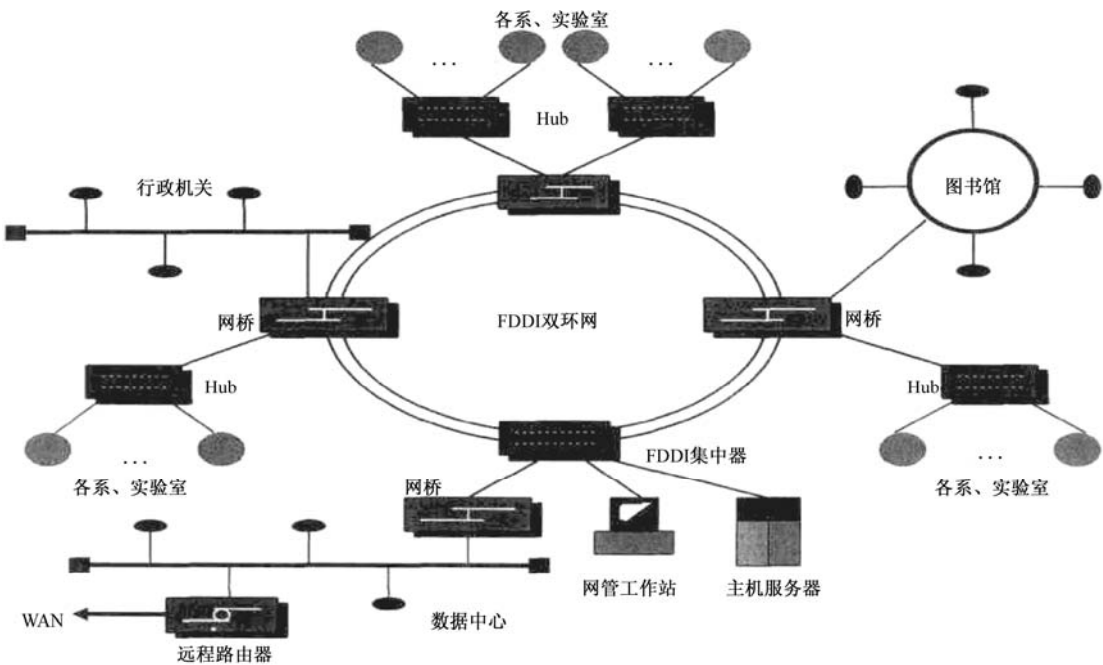 各系、实验室
Hub
行政机关
图书馆
网桥
FDDI双环网
网桥
Hub
Hub
各系、实验室
FDDI集中器
网桥
各系、实验室
网管工作站
主机服务器
WAN
数据中心
远程路由器